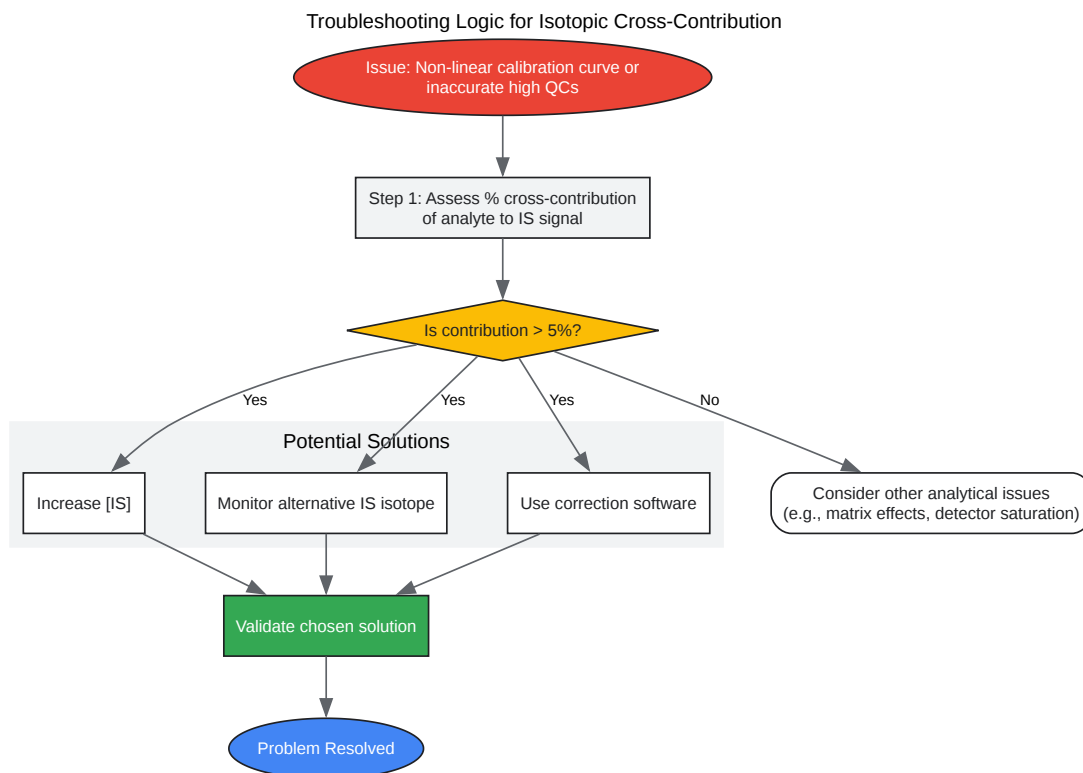 Troubleshooting Logic for Isotopic Cross-Contribution
Issue: Non-linear calibration curve or
inaccurate high QCs
Step 1: Assess % cross-contribution
of analyte to IS signal
Is contribution > 5%?
Yes
Yes
Yes
No
Potential Solutions
Increase [IS]
Monitor alternative IS isotope
Use correction software
Consider other analytical issues
(e.g., matrix effects, detector saturation)
Validate chosen solution
Problem Resolved